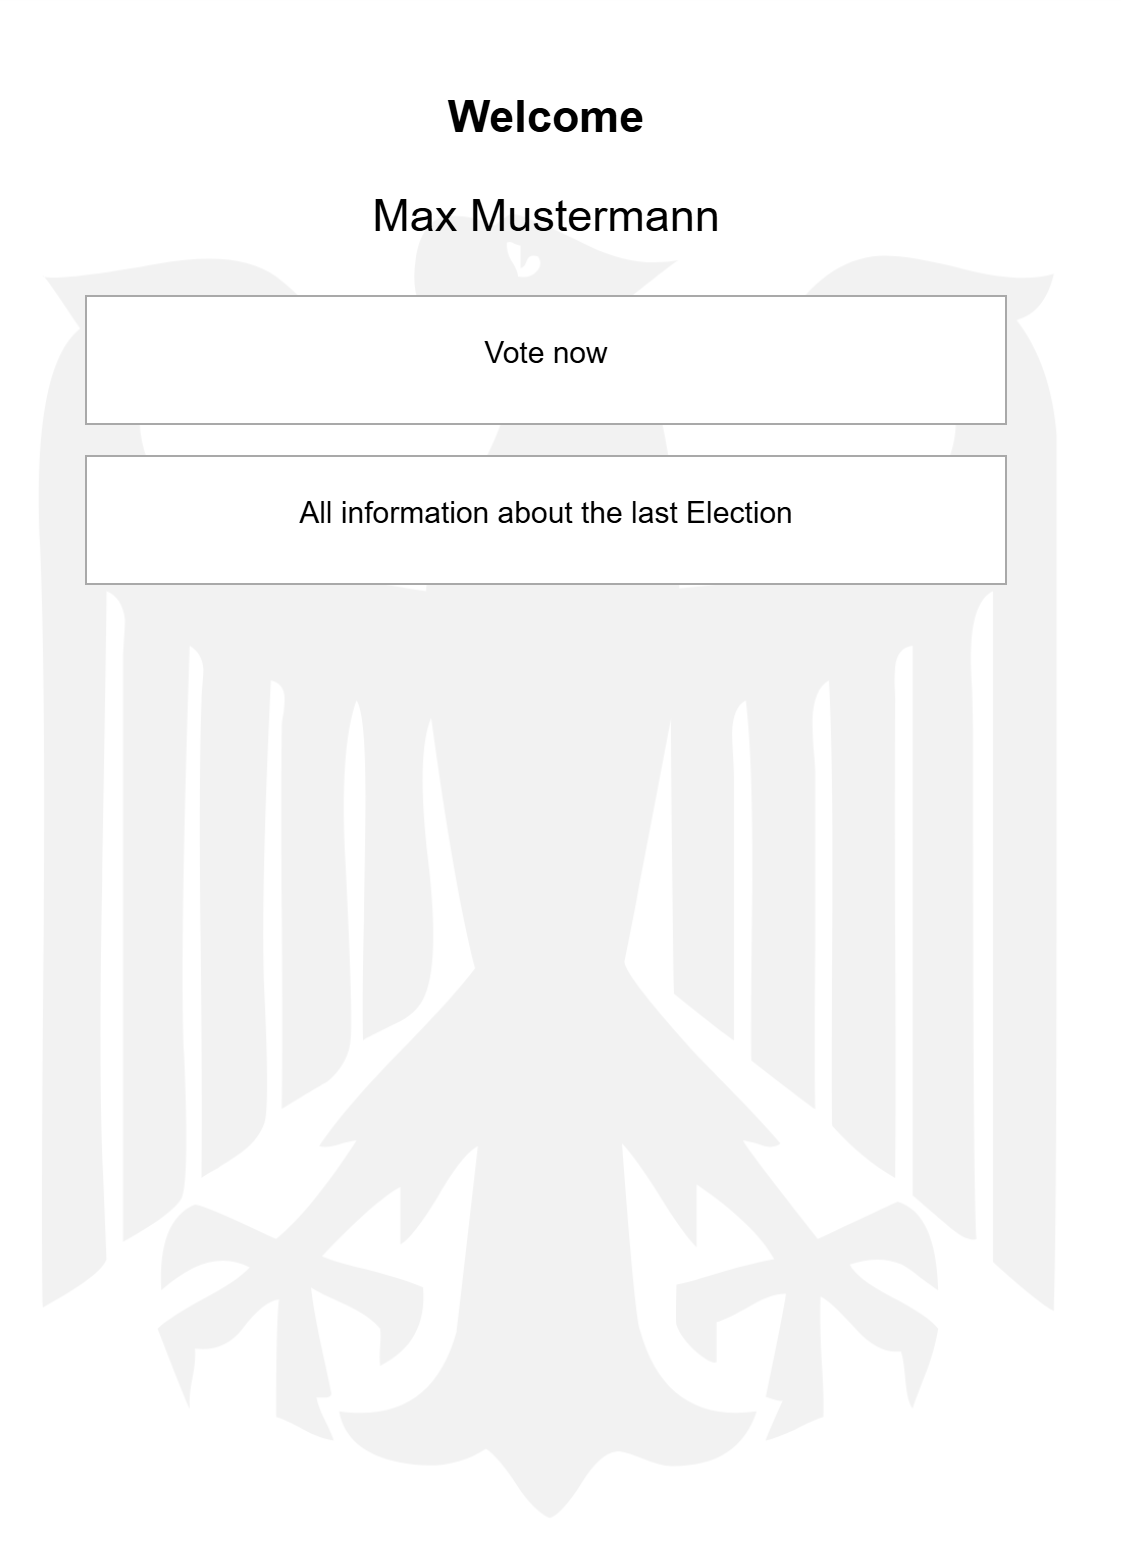 Welcome
Max Mustermann
Vote now
All information about the last Election